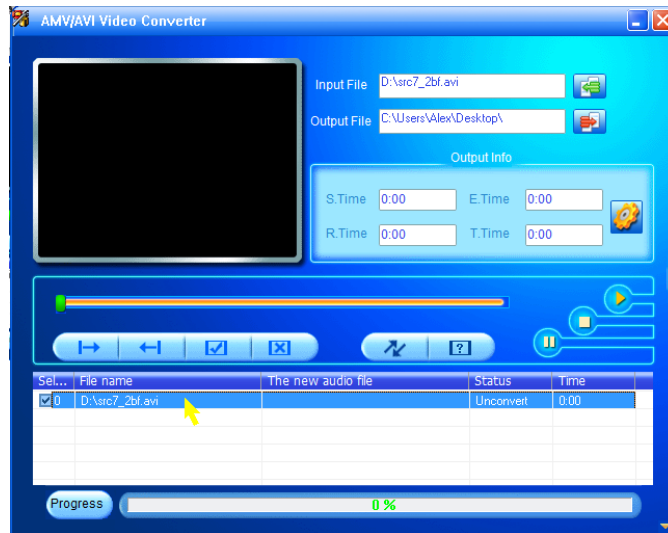 AMV/AVI Video Converter
Input File D:\src7_2bf.avi
Output File C:\Users\Alex\Desktop\
Output Info
S.Time 0:00 E.Time 0:00
R.Time 0:00 T.Time 0:00
Sel... File name The new audio file Status Time
0 D:\src7_2bf.avi Unconvert 0:00
Progress 0 %